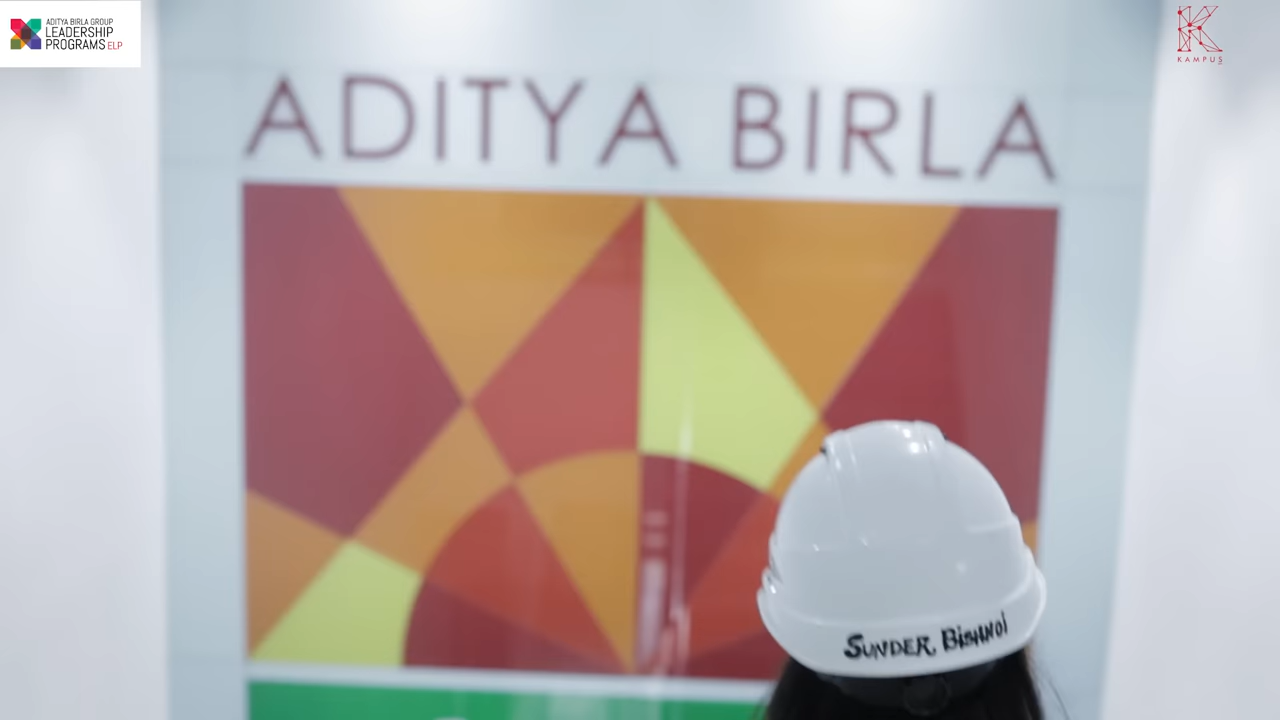 ADITYA BIRLA GROUP
LEADERSHIP
PROGRAMS ELP
KAMPUS
ADITYA BIRLA
SUNDER BISHNOI